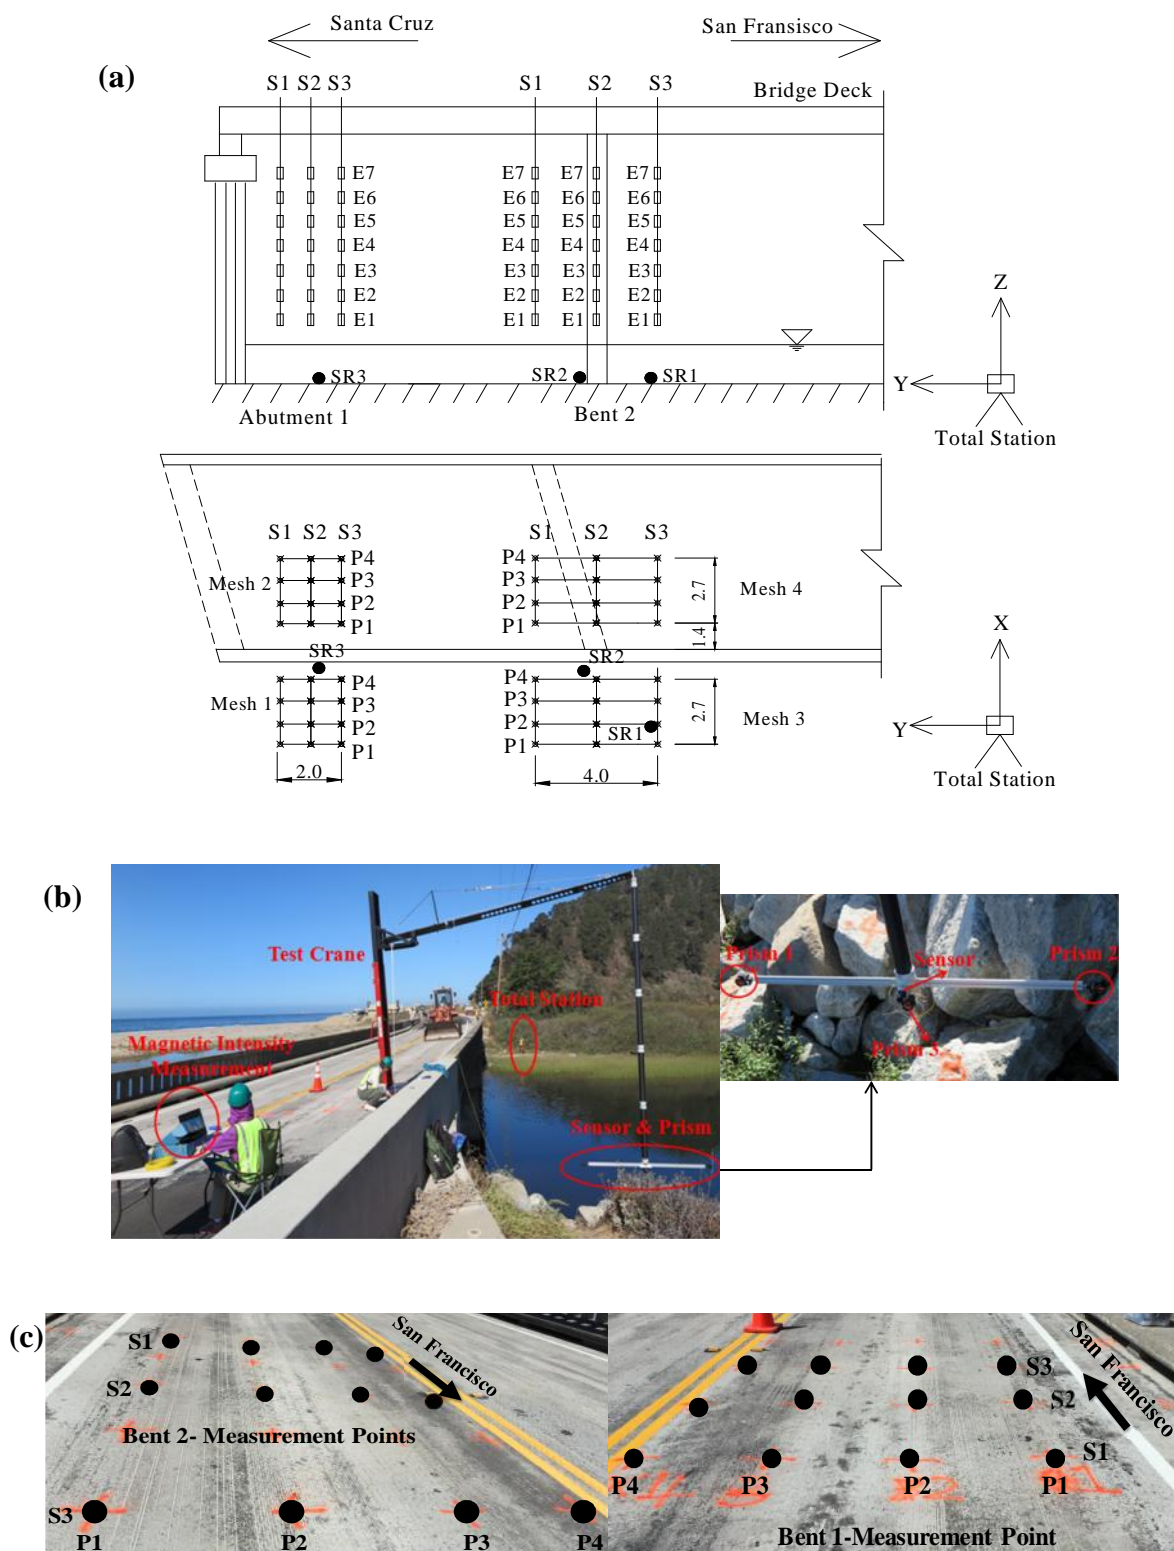 Santa Cruz
San Fransisco
(a)
S1 S2 S3
S1 S2 S3
Bridge Deck
E7 E7 E7 E7
E6 E6 E6 E6
E5 E5 E5 E5
E4 E4 E4 E4
E3 E3 E3 E3
E2 E2 E2 E2
E1 E1 E1 E1
Z
SR3 SR2 SR1
Y
Abutment 1
Bent 2
Total Station
S1 S2 S3
S1 S2 S3
P4 P4
Mesh 2 P3 P3 2.7 Mesh 4
P2 P2
P1 P1 1.4
X
SR3 SR2
P4 P4
Mesh 1 P3 P3 2.7 Mesh 3
P2 P2 SR1 Y
P1 P1
2.0 4.0
Total Station
(b)
Test Crane
Total Station
Magnetic Intensity
Measurement
Sensor & Prism
Prism 1
Sensor
Prism 2
Prism 3
(c)
S1
San Francisco
S2
Bent 2- Measurement Points
S3
P1 P2 P3 P4
San Francisco
S3
S2
S1
P4 P3 P2 P1
Bent 1-Measurement Point